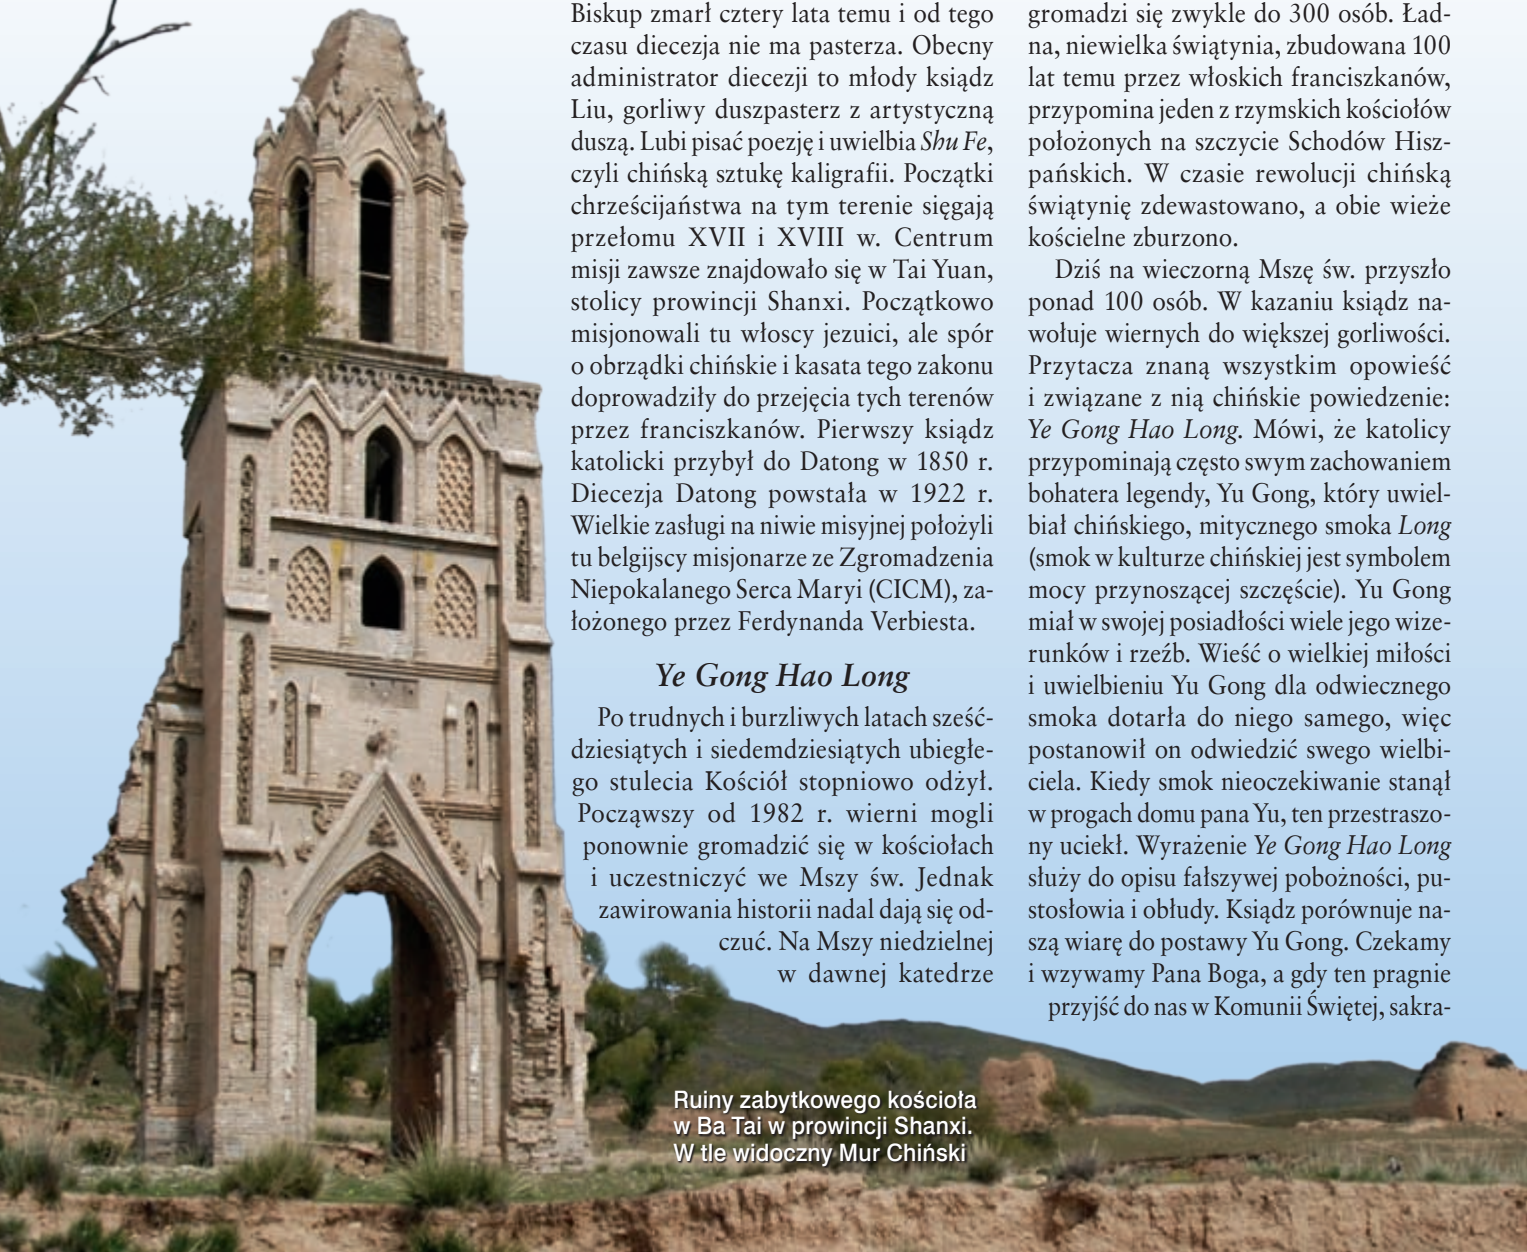 Biskup zmarł cztery lata temu i od tego
czasu diecezja nie ma pasterza. Obecny
administrator diecezji to młody ksiądz
Liu, gorliwy duszpasterz z artystyczną
duszą. Lubi pisać poezję i uwielbia Shu Fe,
czyli chińską sztukę kaligrafii. Początki
chrześcijaństwa na tym terenie sięgają
przełomu XVII i XVIII w. Centrum
misji zawsze znajdowało się w Tai Yuan,
stolicy prowincji Shanxi. Początkowo
misjonowali tu włoscy jezuici, ale spór
o obrządki chińskie i kasata tego zakonu
doprowadziły do przejęcia tych terenów
przez franciszkanów. Pierwszy ksiądz
katolicki przybył do Datong w 1850 r.
Diecezja Datong powstała w 1922 r.
Wielkie zasługi na niwie misyjnej położyli
tu belgijscy misjonarze ze Zgromadzenia
Niepokalanego Serca Maryi (CICM), za-
łożonego przez Ferdynanda Verbiesta.
Ye Gong Hao Long
Po trudnych i burzliwych latach sześć-
dziesiątych i siedemdziesiątych ubiegłe-
go stulecia Kościół stopniowo odżył.
Począwszy od 1982 r. wierni mogli
ponownie gromadzić się w kościołach
i uczestniczyć we Mszy św. Jednak
zawirowania historii nadal dają się od-
czuć. Na Mszy niedzielnej
w dawnej katedrze
gromadzi się zwykle do 300 osób. Ład-
na, niewielka świątynia, zbudowana 100
lat temu przez włoskich franciszkanów,
przypomina jeden z rzymskich kościołów
położonych na szczycie Schodów Hisz-
pańskich. W czasie rewolucji chińską
świątynię zdewastowano, a obie wieże
kościelne zburzono.
Dziś na wieczorną Mszę św. przyszło
ponad 100 osób. W kazaniu ksiądz na-
wołuje wiernych do większej gorliwości.
Przytacza znaną wszystkim opowieść
i związane z nią chińskie powiedzenie:
Ye Gong Hao Long. Mówi, że katolicy
przypominają często swym zachowaniem
bohatera legendy, Yu Gong, który uwiel-
biał chińskiego, mitycznego smoka Long
(smok w kulturze chińskiej jest symbolem
mocy przynoszącej szczęście). Yu Gong
miał w swojej posiadłości wiele jego wize-
runków i rzeźb. Wieść o wielkiej miłości
i uwielbieniu Yu Gong dla odwiecznego
smoka dotarła do niego samego, więc
postanowił on odwiedzić swego wielbi-
ciela. Kiedy smok nieoczekiwanie stanął
w progach domu pana Yu, ten przestraszo-
ny uciekł. Wyrażenie Ye Gong Hao Long
służy do opisu fałszywej pobożności, pu-
stosłowia i obłudy. Ksiądz porównuje na-
szą wiarę do postawy Yu Gong. Czekamy
i wzywamy Pana Boga, a gdy ten pragnie
przyjść do nas w Komunii Świętej, sakra-
Ruiny zabytkowego kościoła
w Ba Tai w prowincji Shanxi.
W tle widoczny Mur Chiński